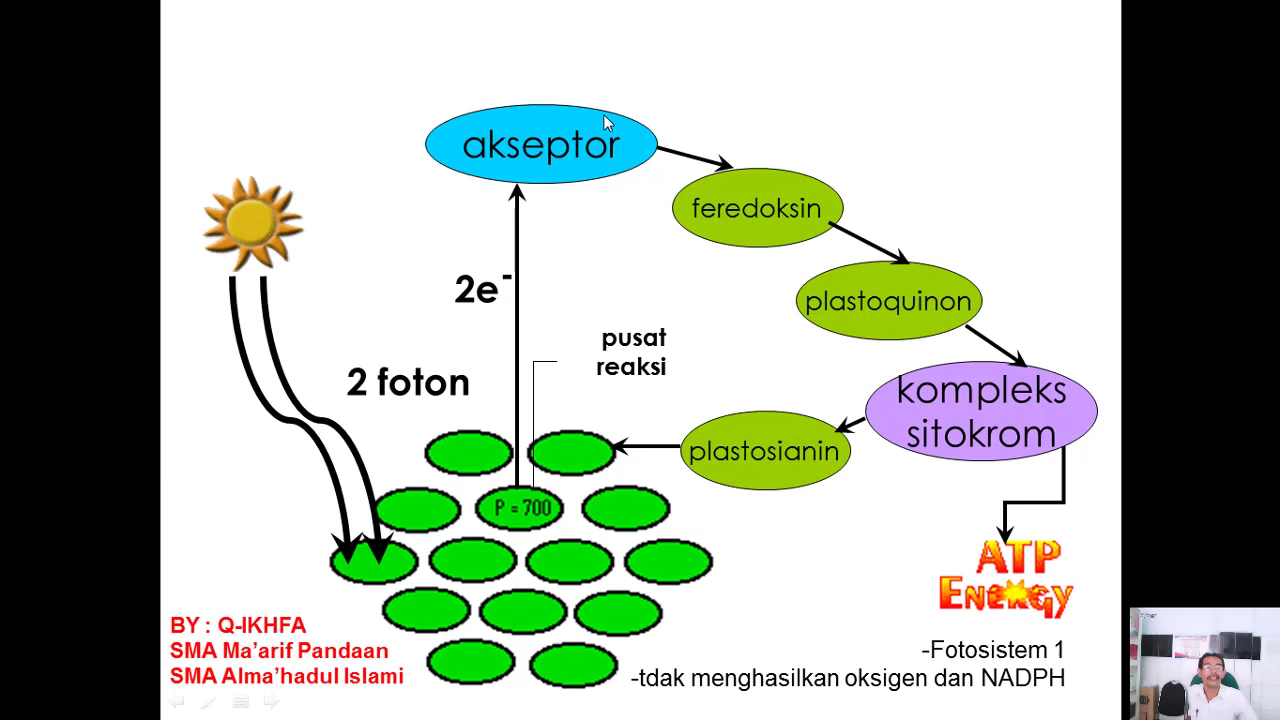 akseptor
feredoksin
plastoquinon
kompleks
sitokrom
plastosianin
2e-
pusat
reaksi
2 foton
P = 700
ATP
ENERGY
BY : Q-IKHFA
SMA Ma’arif Pandaan
SMA Alma’hadul Islami
-Fotosistem 1
-tdak menghasilkan oksigen dan NADPH